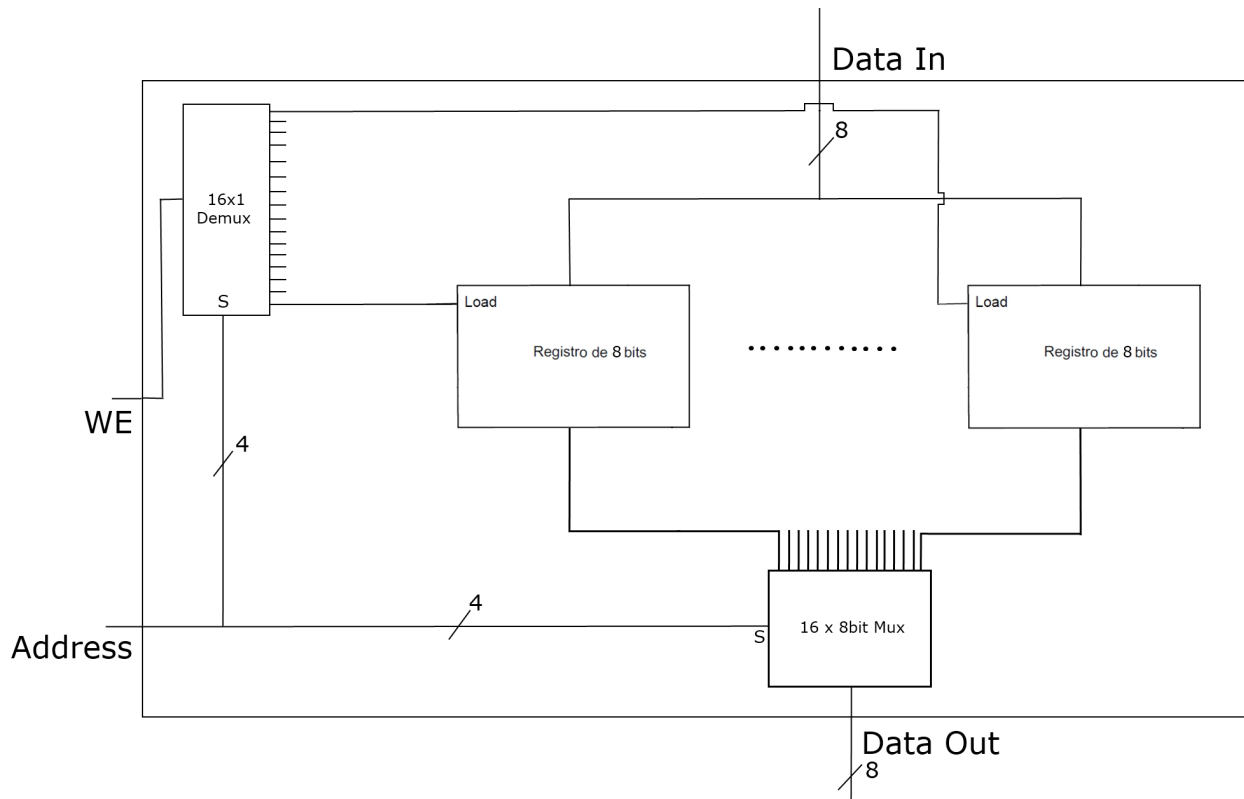 Data In
8
16x1
Demux
S
Load
Registro de 8 bits
Load
Registro de 8 bits
WE
4
4
Address
S
16 x 8bit Mux
Data Out
8